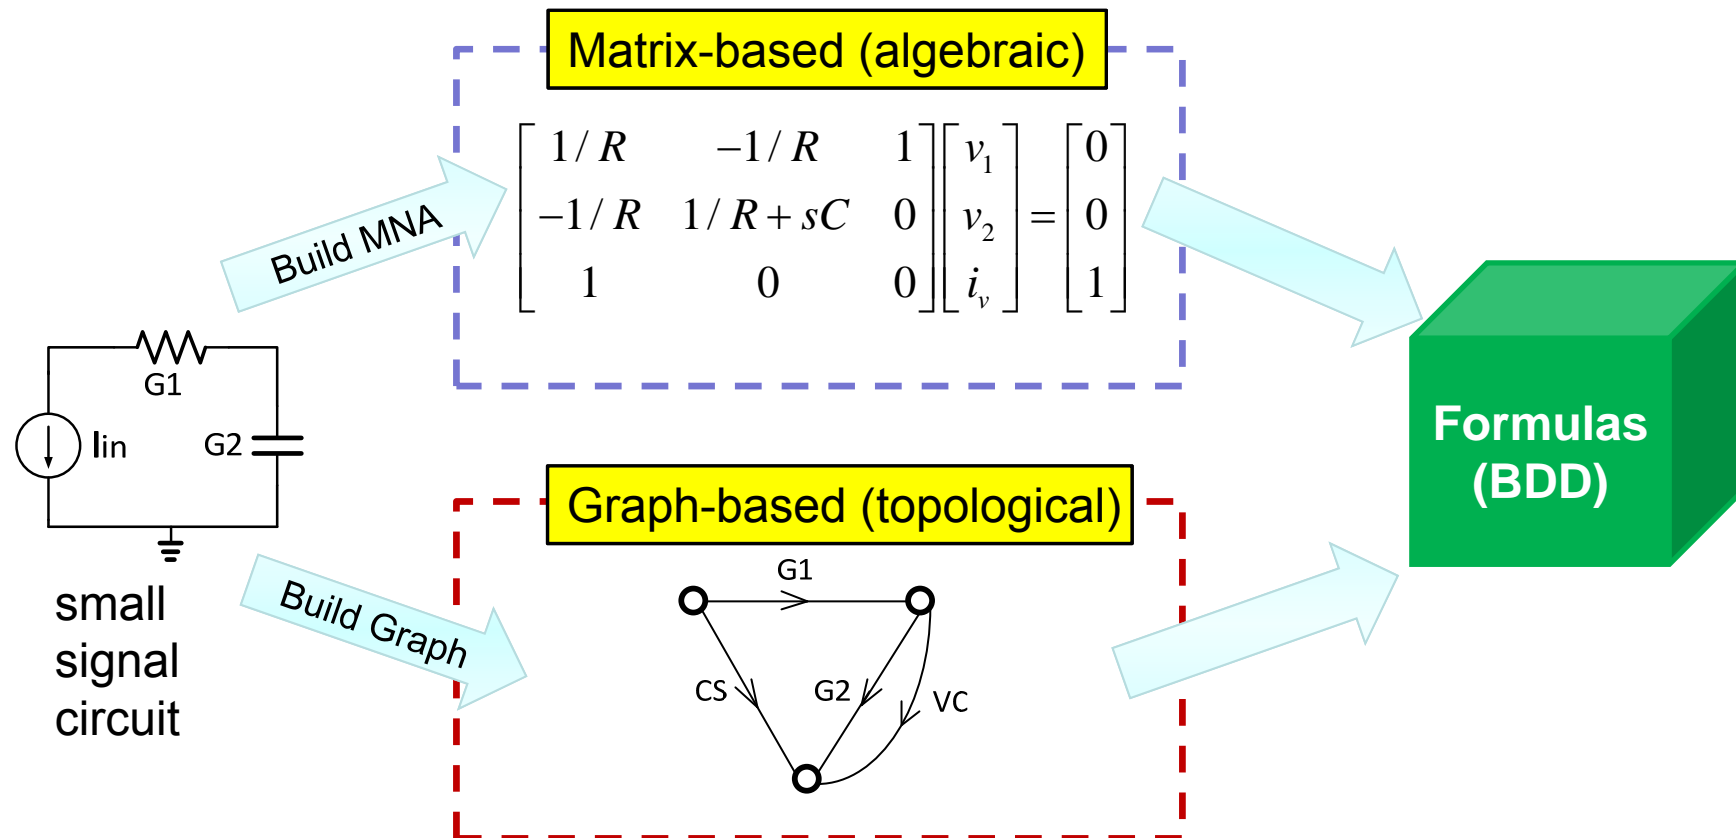 Matrix-based (algebraic)
1/R -1/R 1 v1 0
-1/R 1/R+sC 0 v2 = 0
1 0 0 iv 1
Build MNA
G1
Iin
G2
small
signal
circuit
Build Graph
Graph-based (topological)
G1
CS
G2
VC
Formulas
(BDD)